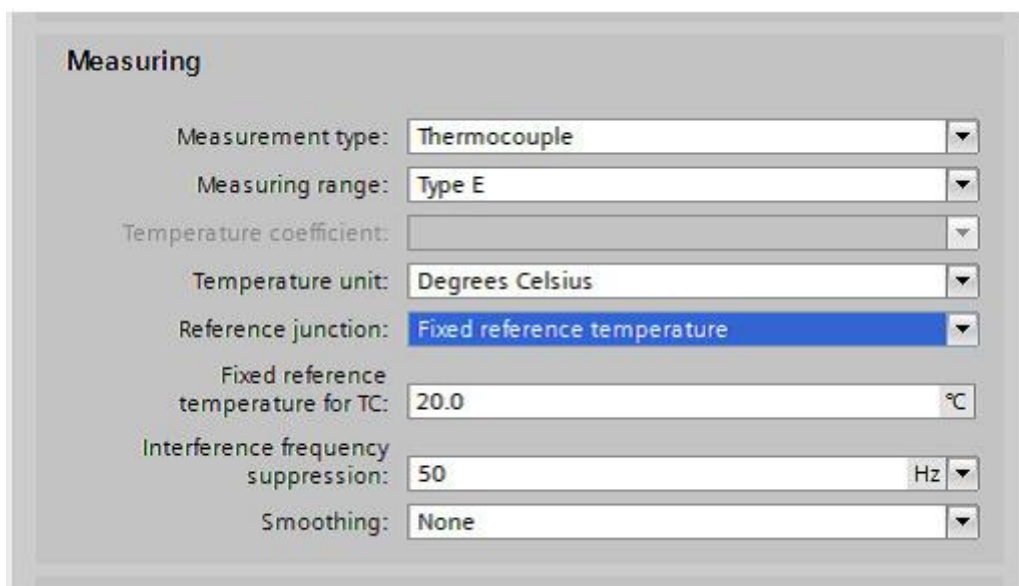 Measuring
Measurement type: Thermocouple
Measuring range: Type E
Temperature coefficient:
Temperature unit: Degrees Celsius
Reference junction: Fixed reference temperature
Fixed reference
temperature for TC: 20.0 °C
Interference frequency
suppression: 50 Hz
Smoothing: None